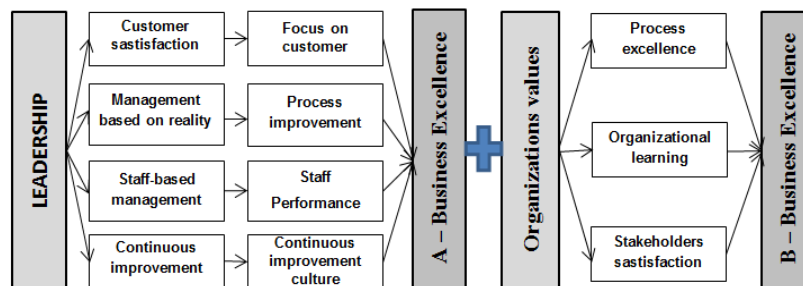 LEADERSHIP
Customer
sastisfaction
Focus on
customer
Management
based on reality
Process
improvement
Staff-based
management
Staff
Performance
Continuous
improvement
Continuous
improvement
culture
A – Business Excellence
Organizations values
Process
excellence
Organizational
learning
Stakeholders
sastisfaction
B – Business Excellence